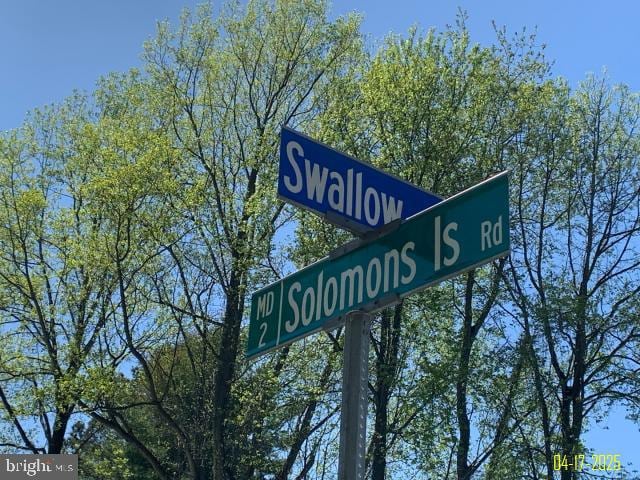 Swallow
MD
2
Solomons Is Rd
bright MLS
04-17-2025